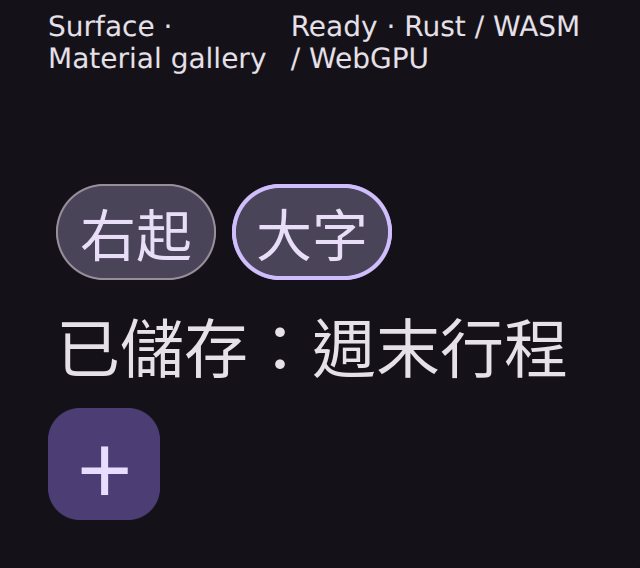 Surface ·
Material gallery
Ready · Rust / WASM
/ WebGPU
右起
大字
已儲存：週末行程
+